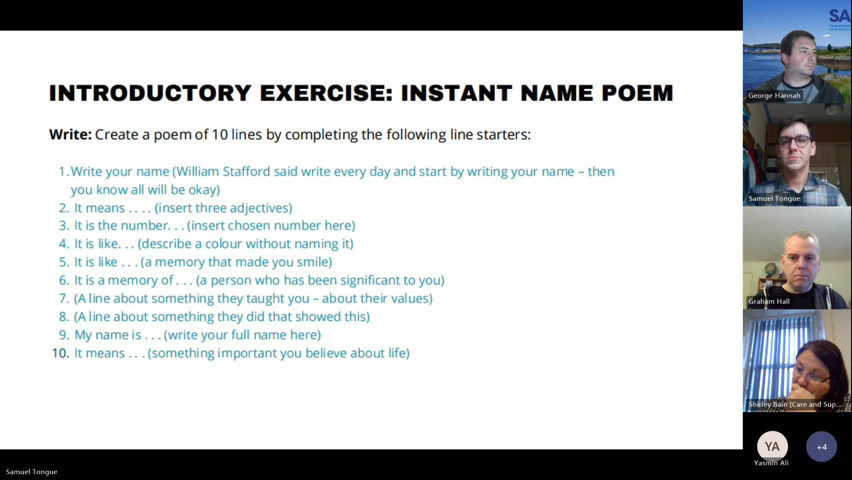 INTRODUCTORY EXERCISE: INSTANT NAME POEM
Write: Create a poem of 10 lines by completing the following line starters:
1. Write your name (William Stafford said write every day and start by writing your name – then
you know all will be okay)
2. It means . . . . (insert three adjectives)
3. It is the number. . . (insert chosen number here)
4. It is like. . . (describe a colour without naming it)
5. It is like . . . (a memory that made you smile)
6. It is a memory of . . . (a person who has been significant to you)
7. (A line about something they taught you – about their values)
8. (A line about something they did that showed this)
9. My name is . . . (write your full name here)
10. It means . . . (something important you believe about life)
SA
George Hannah
Samuel Tongue
Graham Hall
Shirley Bain (Care and Sup...
YA
+4
Yasmin Ali
Samuel Tongue